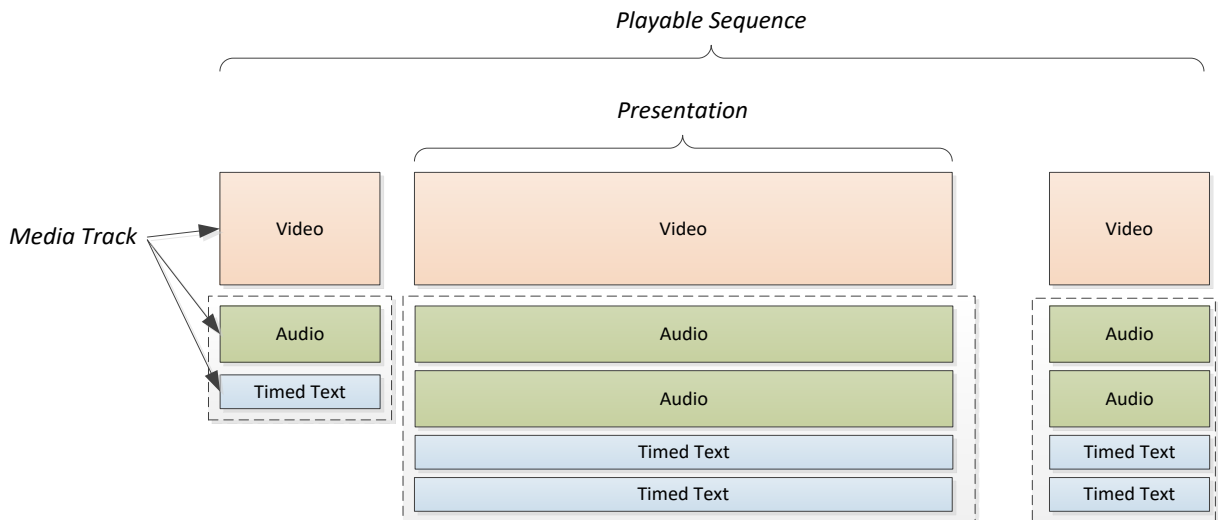 Playable Sequence
Presentation
Media Track
Video
Video
Video
Audio
Audio
Audio
Timed Text
Audio
Audio
Timed Text
Timed Text
Timed Text
Timed Text